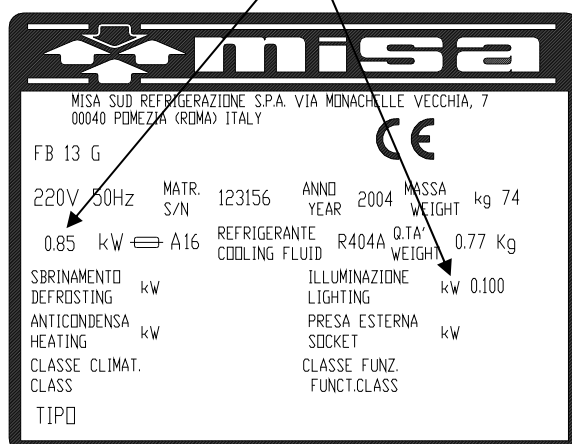 misa
MISA SUD REFRIGERAZIONE S.P.A. VIA MONACHELLE VECCHIA, 7
00040 POMEZIA (ROMA) ITALY
CE
FB 13 G
220V 50Hz MATR. S/N 123156 ANNO YEAR 2004 MASSA WEIGHT kg 74
0.85 kW A16 REFRIGERANTE COOLING FLUID R404A Q.TA' WEIGHT 0.77 Kg
SBRINAMENTO DEFROSTING kW ILLUMINAZIONE LIGHTING kW 0.100
ANTICONDENSA HEATING kW PRESA ESTERNA SOCKET kW
CLASSE CLIMAT. CLASS CLASSE FUNZ. FUNCT.CLASS
TIPO